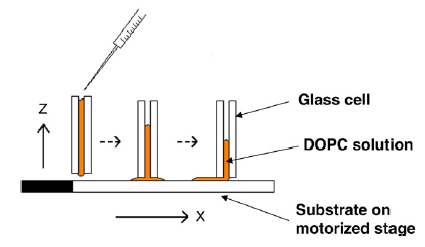 Z
Glass cell
DOPC solution
X
Substrate on
motorized stage